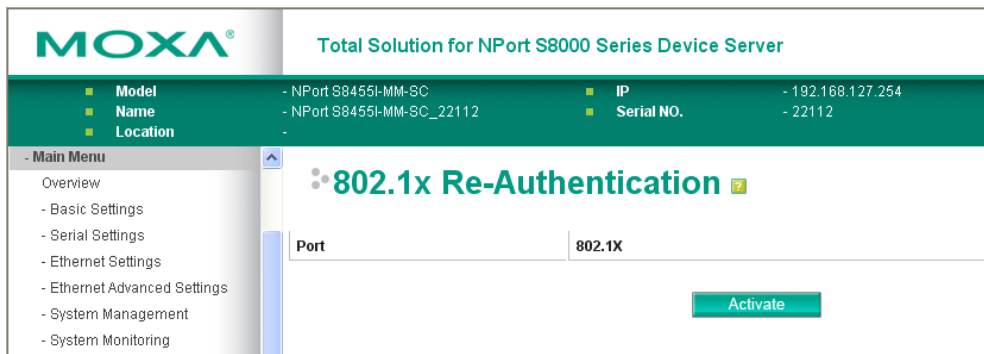 MOXA®
Total Solution for NPort S8000 Series Device Server
Model - NPort S8455I-MM-SC IP - 192.168.127.254
Name - NPort S8455I-MM-SC_22112 Serial NO. - 22112
Location -
- Main Menu
Overview
- Basic Settings
- Serial Settings
- Ethernet Settings
- Ethernet Advanced Settings
- System Management
- System Monitoring
802.1x Re-Authentication ?
Port 802.1X
Activate